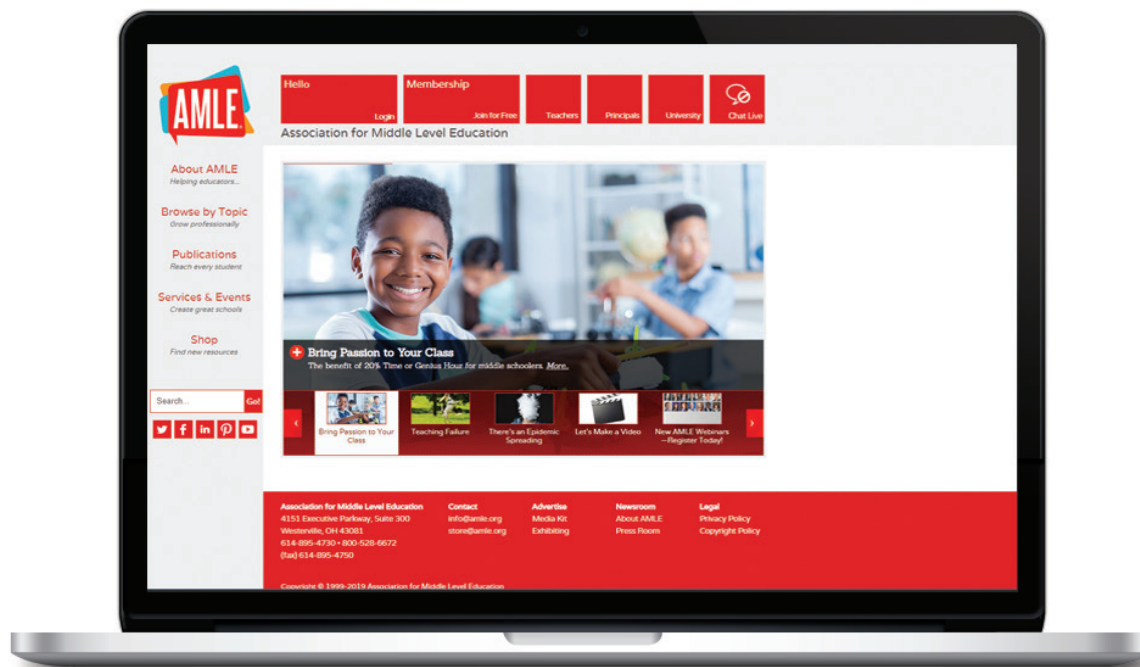 AMLE
Hello
Login
Membership
Join for Free
Teachers
Principals
University
Chat Live
Association for Middle Level Education
About AMLE
Helping educators...
Browse by Topic
Grow professionally
Publications
Reach every student
Services & Events
Create great schools
Shop
Find new resources
Search...
Go!
Bring Passion to Your Class
The benefit of 20% Time or Genius Hour for middle schoolers. More.
Bring Passion to Your
Class
Teaching Failure
There's an Epidemic
Spreading
Let's Make a Video
New AMLE Webinars
—Register Today!
Association for Middle Level Education
4151 Executive Parkway, Suite 300
Westerville, OH 43081
614-895-4730 • 800-528-6672
(fax) 614-895-4750
Contact
info@amle.org
store@amle.org
Advertise
Media Kit
Exhibiting
Newsroom
About AMLE
Press Room
Legal
Privacy Policy
Copyright Policy
Copyright © 1999-2019 Association for Middle Level Education